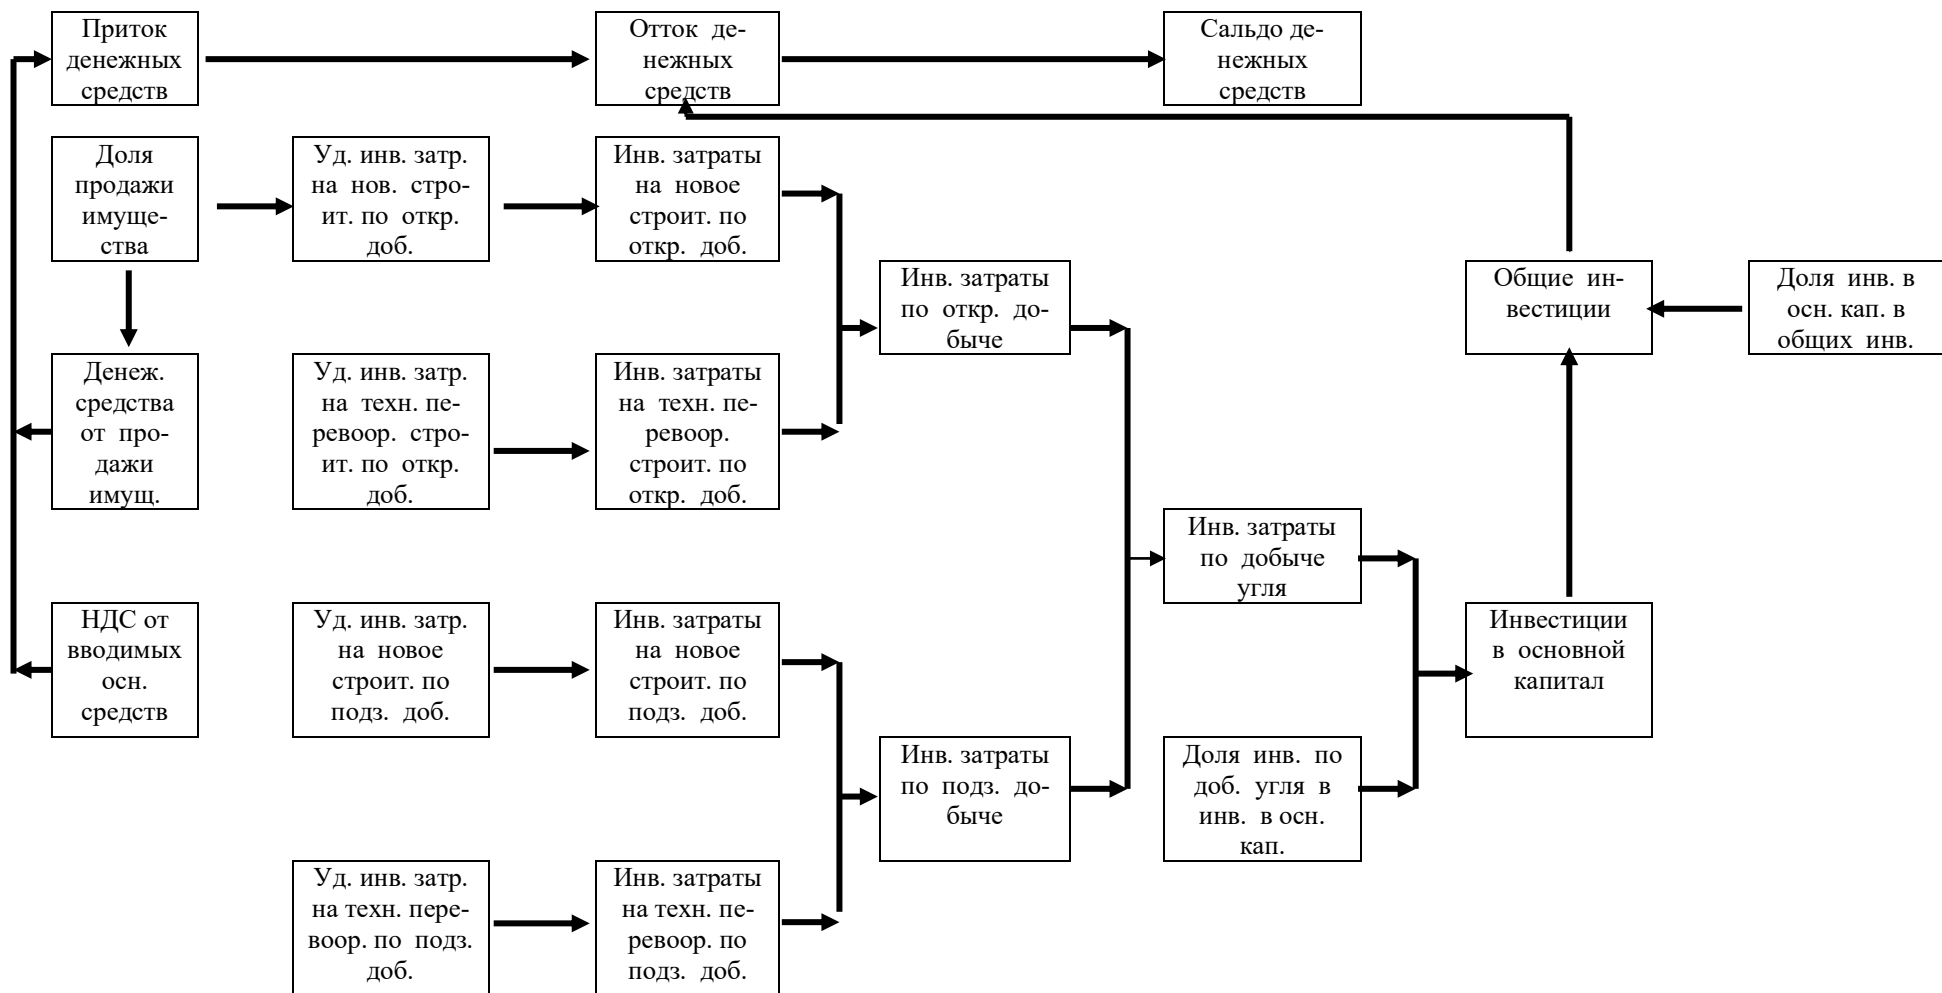 Приток
денежных
средств
Отток де-
нежных
средств
Сальдо де-
нежных
средств
Доля
продажи
имуще-
ства
Уд. инв. затр.
на нов. стро-
ит. по откр.
доб.
Инв. затраты
на новое
строит. по
откр. доб.
Инв. затраты
по откр. до-
быче
Общие ин-
вестиции
Доля инв. в
осн. кап. в
общих инв.
Денеж.
средства
от про-
дажи
имущ.
Уд. инв. затр.
на техн. пе-
ревоор. стро-
ит. по откр.
доб.
Инв. затраты
на техн. пе-
ревоор.
строит. по
откр. доб.
Инв. затраты
по добыче
угля
НДС от
вводимых
осн.
средств
Уд. инв. затр.
на новое
строит. по
подз. доб.
Инв. затраты
на новое
строит. по
подз. доб.
Инвестиции
в основной
капитал
Инв. затраты
по подз. до-
быче
Доля инв. по
доб. угля в
инв. в осн.
кап.
Уд. инв. затр.
на техн. пере-
воор. по подз.
доб.
Инв. затраты
на техн. пе-
ревоор. по
подз. доб.